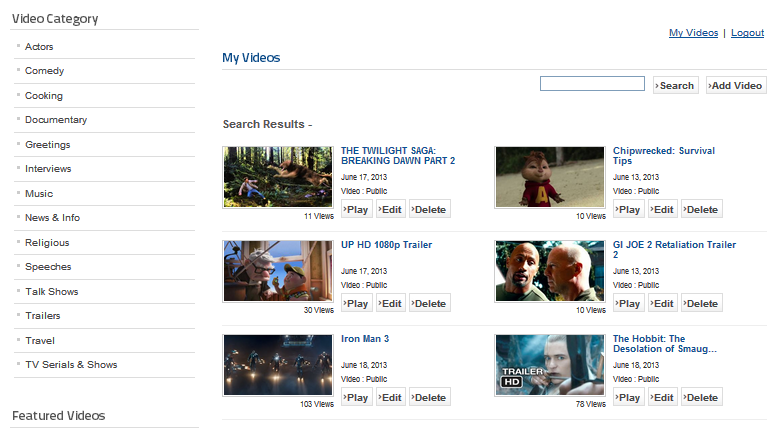 Video Category
Actors
Comedy
Cooking
Documentary
Greetings
Interviews
Music
News & Info
Religious
Speeches
Talk Shows
Trailers
Travel
TV Serials & Shows
Featured Videos
My Videos | Logout
My Videos
Search Add Video
Search Results -
THE TWILIGHT SAGA:
BREAKING DAWN PART 2
June 17, 2013
Video : Public
11 Views
Play Edit Delete
Chipwrecked: Survival
Tips
June 13, 2013
Video : Public
10 Views
Play Edit Delete
UP HD 1080p Trailer
June 17, 2013
Video : Public
30 Views
Play Edit Delete
GI JOE 2 Retaliation Trailer
2
June 13, 2013
Video : Public
10 Views
Play Edit Delete
Iron Man 3
June 18, 2013
Video : Public
103 Views
Play Edit Delete
TRAILER
HD
The Hobbit: The
Desolation of Smaug...
June 18, 2013
Video : Public
78 Views
Play Edit Delete